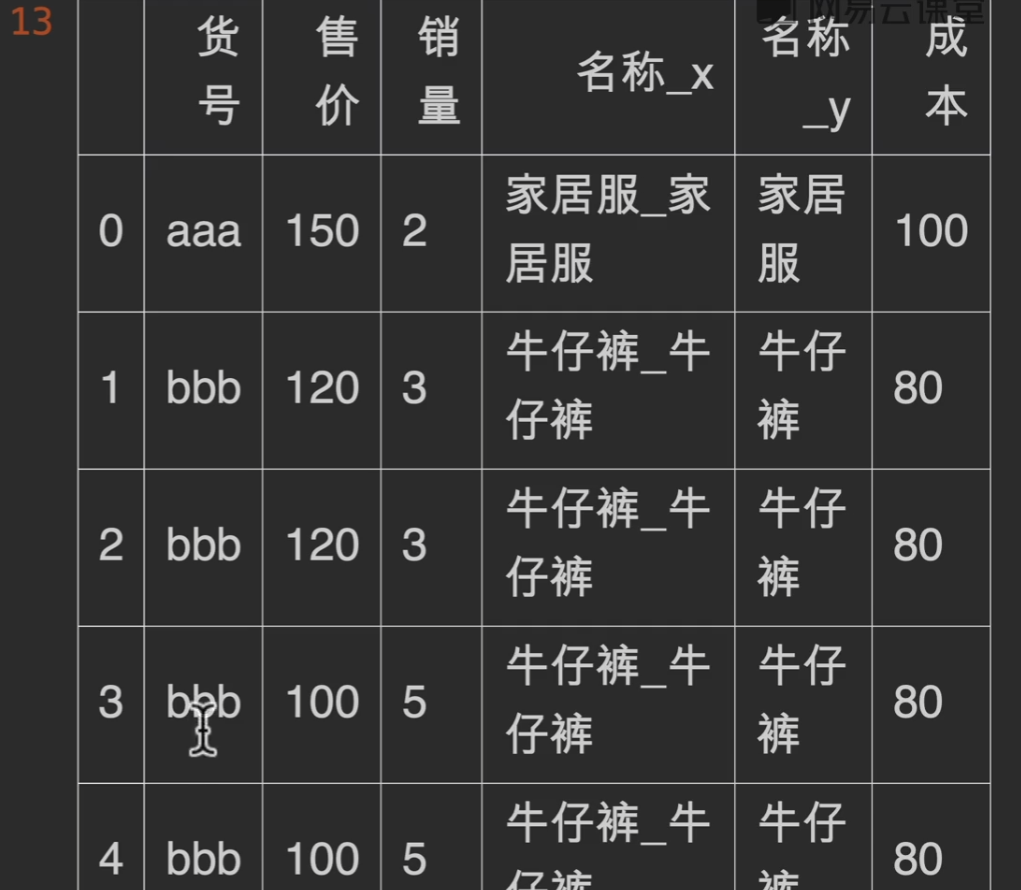 13
货号 售价 销量 名称_x 名称_y 成本
0 aaa 150 2 家居服_家居服 家居服 100
1 bbb 120 3 牛仔裤_牛仔裤 牛仔裤 80
2 bbb 120 3 牛仔裤_牛仔裤 牛仔裤 80
3 bbb 100 5 牛仔裤_牛仔裤 牛仔裤 80
4 bbb 100 5 牛仔裤_牛仔裤 牛仔裤 80
网易云课堂